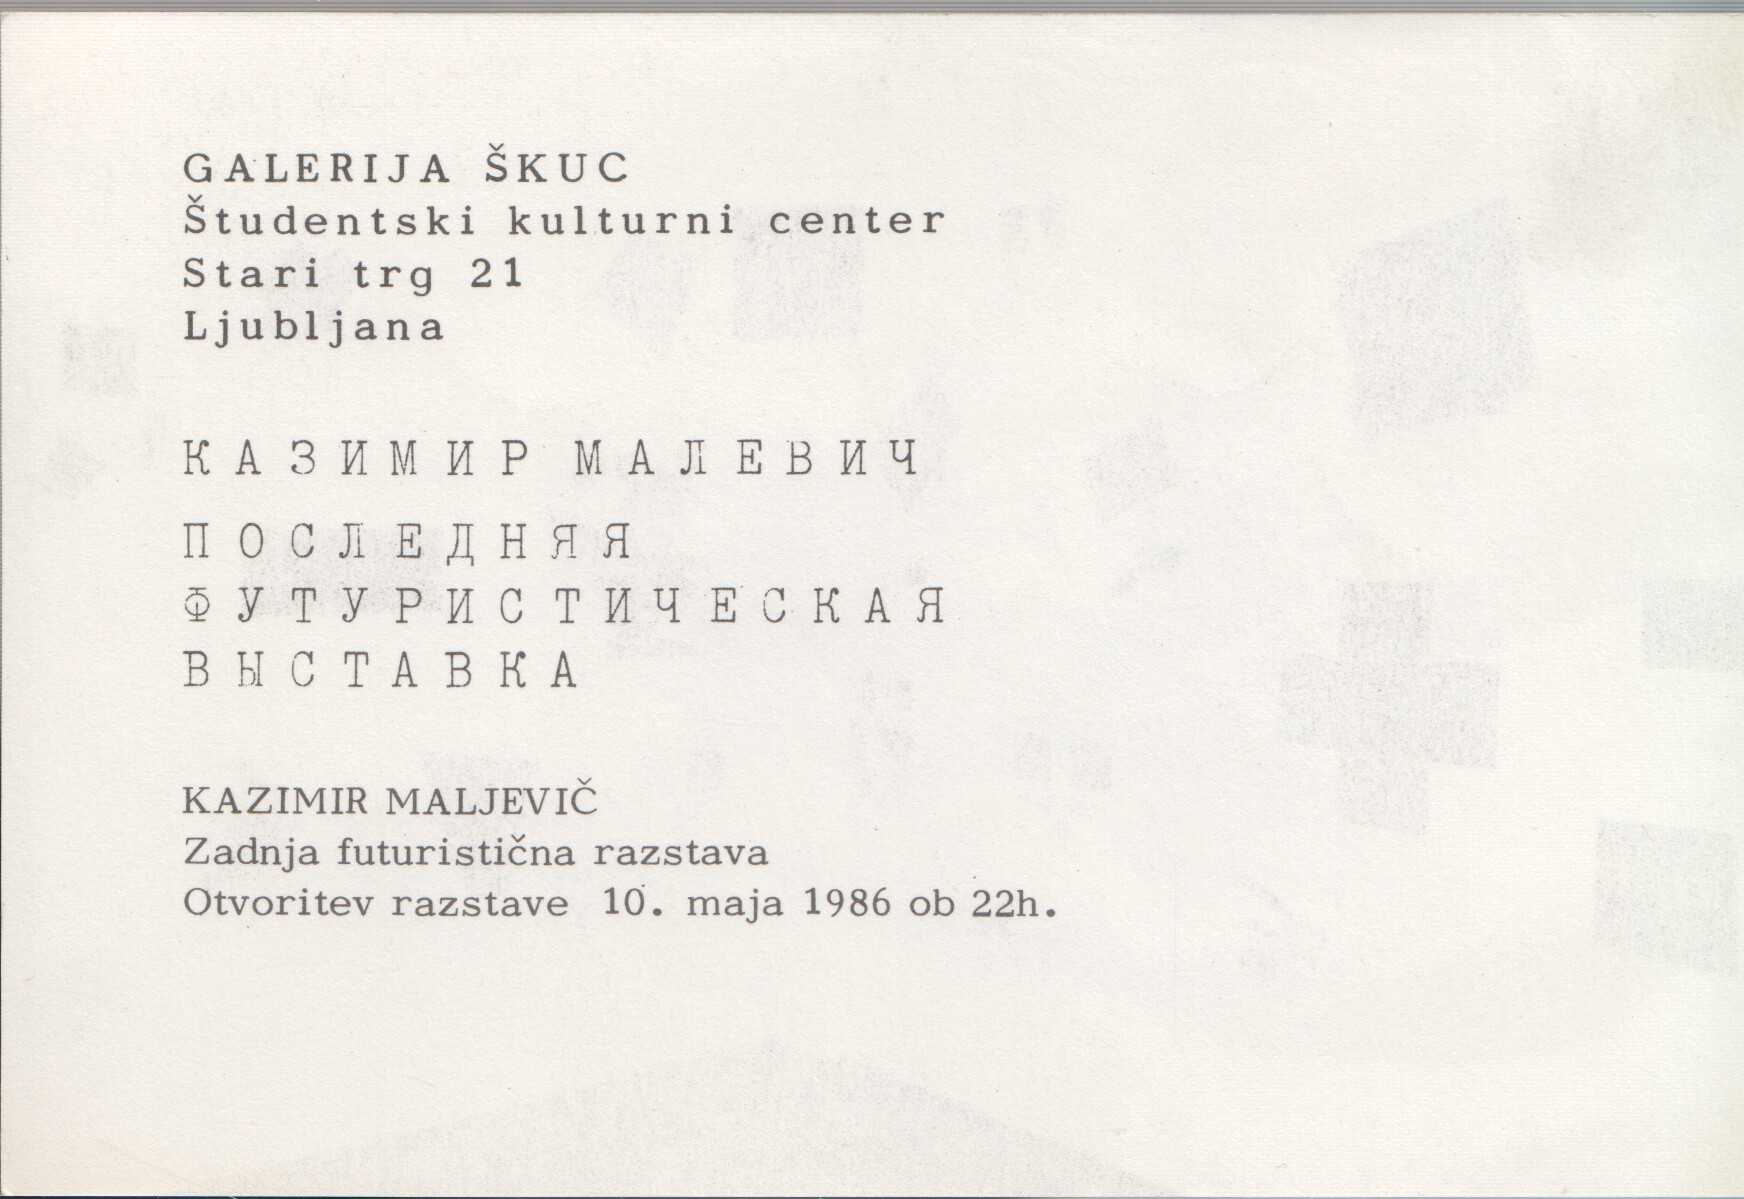 GALERIJA ŠKUC
Študentski kulturni center
Stari trg 21
Ljubljana
КАЗИМИР МАЛЕВИЧ
ПОСЛЕДНЯЯ
ФУТУРИСТИЧЕСКАЯ
ВЫСТАВКА
KAZIMIR MALJEVIČ
Zadnja futuristična razstava
Otvoritev razstave 10. maja 1986 ob 22h.